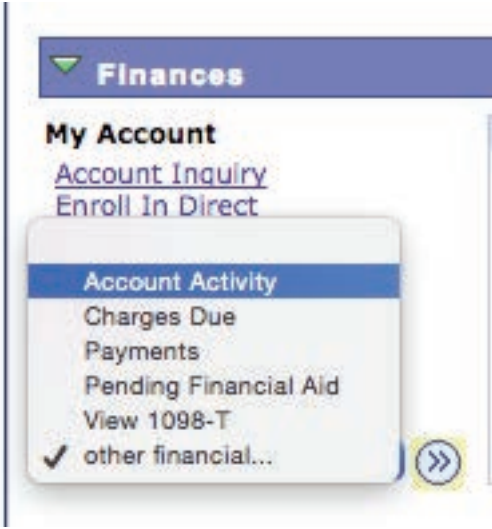 Finances
My Account
Account Inquiry
Enroll In Direct
Account Activity
Charges Due
Payments
Pending Financial Aid
View 1098-T
other financial...